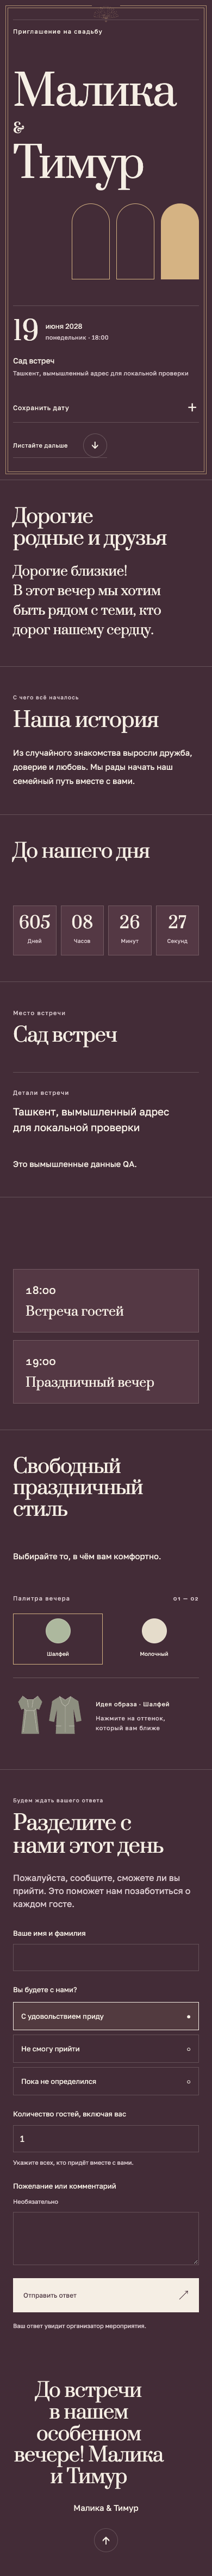 Приглашение на свадьбу
Малика
&
Тимур
19
июня 2028
понедельник · 18:00
Сад встреч
Ташкент, вымышленный адрес для локальной проверки
Сохранить дату
Листайте дальше
Дорогие
родные и друзья
Дорогие близкие!
В этот вечер мы хотим
быть рядом с теми, кто
дорог нашему сердцу.
С чего всё началось
Наша история
Из случайного знакомства выросли дружба,
доверие и любовь. Мы рады начать наш
семейный путь вместе с вами.
До нашего дня
605 08 26 27
Дней Часов Минут Секунд
Место встречи
Сад встреч
Детали встречи
Ташкент, вымышленный адрес
для локальной проверки
Это вымышленные данные QA.
18:00
Встреча гостей
19:00
Праздничный вечер
Свободный
праздничный
стиль
Выбирайте то, в чём вам комфортно.
Палитра вечера 01 — 02
Шалфей Молочный
Идея образа · Шалфей
Нажмите на оттенок,
который вам ближе
Будем ждать вашего ответа
Разделите с
нами этот день
Пожалуйста, сообщите, сможете ли вы
прийти. Это поможет нам позаботиться о
каждом госте.
Ваше имя и фамилия
Вы будете с нами?
С удовольствием приду
Не смогу прийти
Пока не определился
Количество гостей, включая вас
1
Укажите всех, кто придёт вместе с вами.
Пожелание или комментарий
Необязательно
Отправить ответ
Ваш ответ увидит организатор мероприятия.
До встречи
в нашем
особенном
вечере! Малика
и Тимур
Малика & Тимур